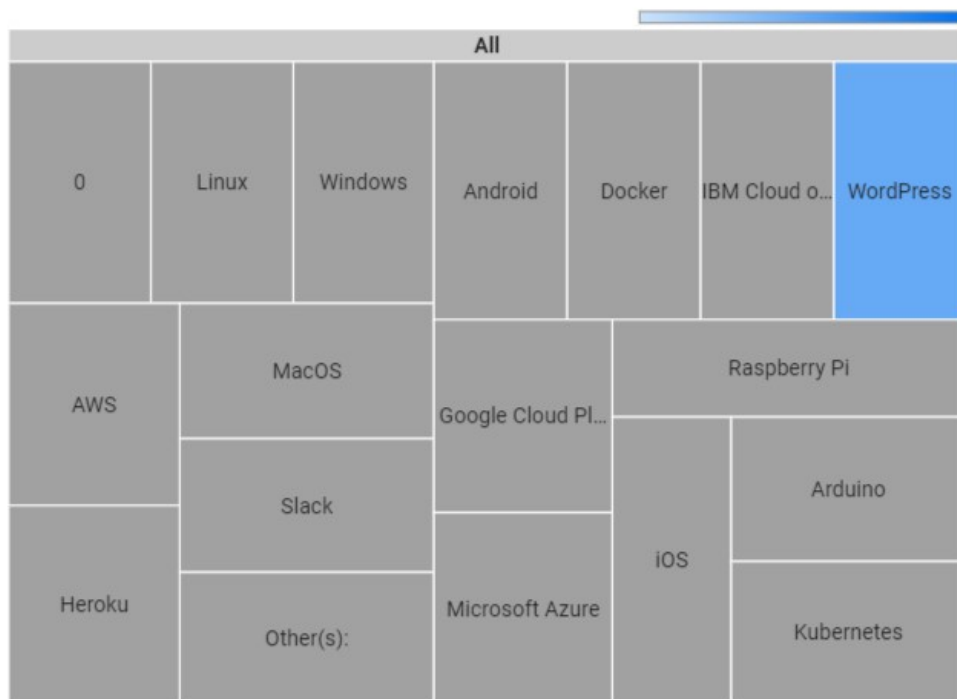 All
0
Linux
Windows
Android
Docker
IBM Cloud o...
WordPress
AWS
MacOS
Google Cloud Pl...
Raspberry Pi
Slack
Arduino
iOS
Heroku
Other(s):
Microsoft Azure
Kubernetes